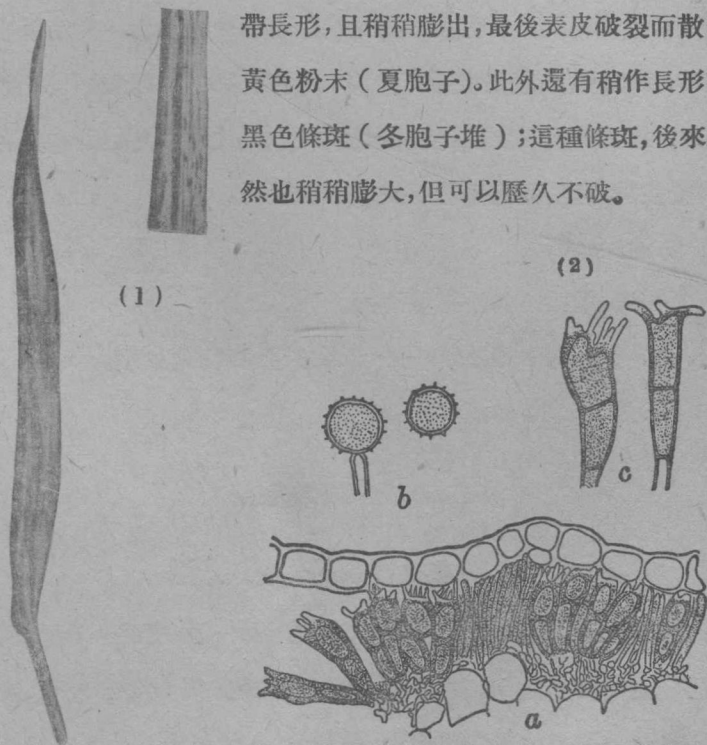 帶長形,且稍稍膨出,最後表皮破裂而散
黃色粉末(夏胞子)。此外還有稍作長形
黑色條斑(冬胞子堆);這種條斑,後來
然也稍稍膨大,但可以歷久不破。
(2)
(1)
b
c
a